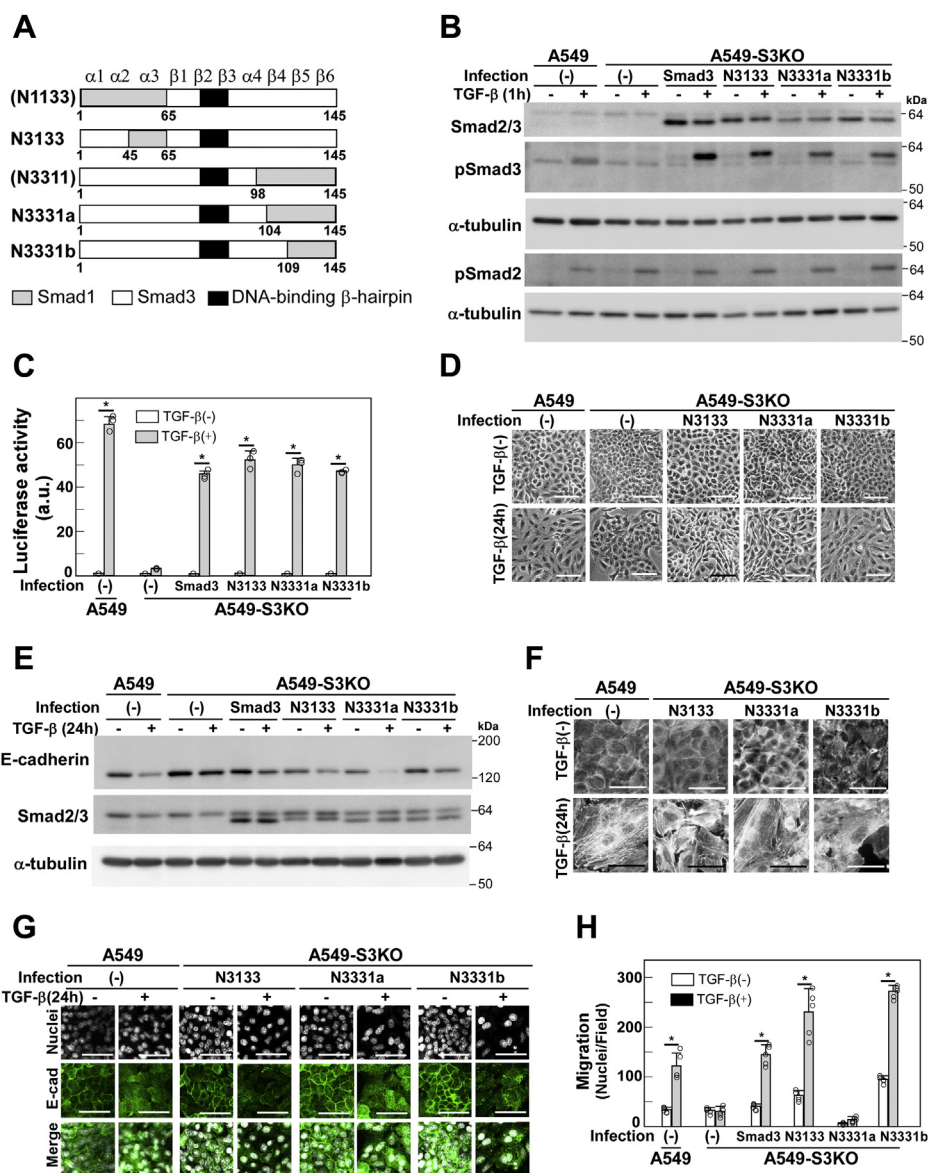 A
α1 α2 α3 β1 β2 β3 α4 β4 β5 β6
(N1133)
1 65 145
N3133
1 45 65 145
(N3311)
1 98 145
N3331a
1 104 145
N3331b
1 109 145
Smad1 Smad3 DNA-binding β-hairpin
B
A549 A549-S3KO
Infection (-) (-) Smad3 N3133 N3331a N3331b
TGF-β (1h) - + - + - + - + - + - +
kDa
Smad2/3
64
64
pSmad3
50
64
α-tubulin
50
pSmad2
64
64
α-tubulin
50
C
Luciferase activity
(a.u.)
60
40
20
0
TGF-β(-)
TGF-β(+)
* * * * *
Infection (-) (-) Smad3 N3133 N3331a N3331b
A549 A549-S3KO
D
A549 A549-S3KO
Infection (-) (-) N3133 N3331a N3331b
TGF-β(-)
TGF-β(24h)
E
A549 A549-S3KO
Infection (-) (-) Smad3 N3133 N3331a N3331b
TGF-β (24h) - + - + - + - + - + - +
kDa
200
E-cadherin
120
Smad2/3
64
64
α-tubulin
50
F
A549 A549-S3KO
Infection (-) N3133 N3331a N3331b
TGF-β(-)
TGF-β(24h)
G
A549 A549-S3KO
Infection (-) N3133 N3331a N3331b
TGF-β(24h) - + - + - + - +
Nuclei
E-cad
Merge
H
Migration
(Nuclei/Field)
300
200
100
0
TGF-β(-)
TGF-β(+)
* * * *
Infection (-) (-) Smad3 N3133 N3331a N3331b
A549 A549-S3KO